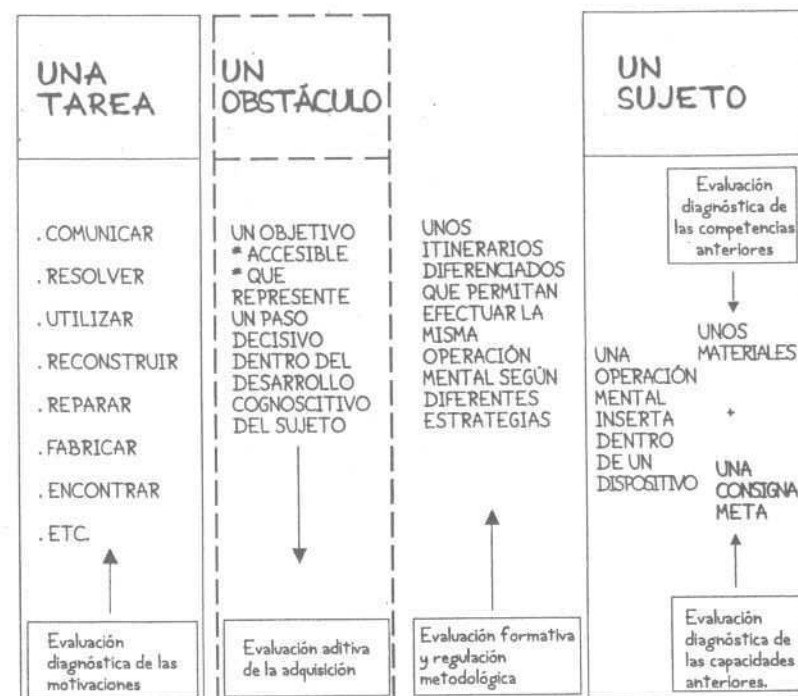 UNA
TAREA
. COMUNICAR
. RESOLVER
. UTILIZAR
. RECONSTRUIR
. REPARAR
. FABRICAR
. ENCONTRAR
. ETC.
Evaluación
diagnóstica de las
motivaciones
UN
OBSTÁCULO
UN OBJETIVO
* ACCESIBLE
* QUE
REPRESENTE
UN PASO
DECISIVO
DENTRO DEL
DESARROLLO
COGNOSCITIVO
DEL SUJETO
Evaluación aditiva
de la adquisición
UNOS
ITINERARIOS
DIFERENCIADOS
QUE PERMITAN
EFECTUAR LA
MISMA
OPERACIÓN
MENTAL SEGÚN
DIFERENTES
ESTRATEGIAS
Evaluación formativa
y regulación
metodológica
UN
SUJETO
Evaluación
diagnóstica de
las competencias
anteriores
UNA
OPERACIÓN
MENTAL
INSERTA
DENTRO
DE UN
DISPOSITIVO
UNOS
MATERIALES
+
UNA
CONSIGNA
META
Evaluación
diagnóstica de
las capacidades
anteriores.